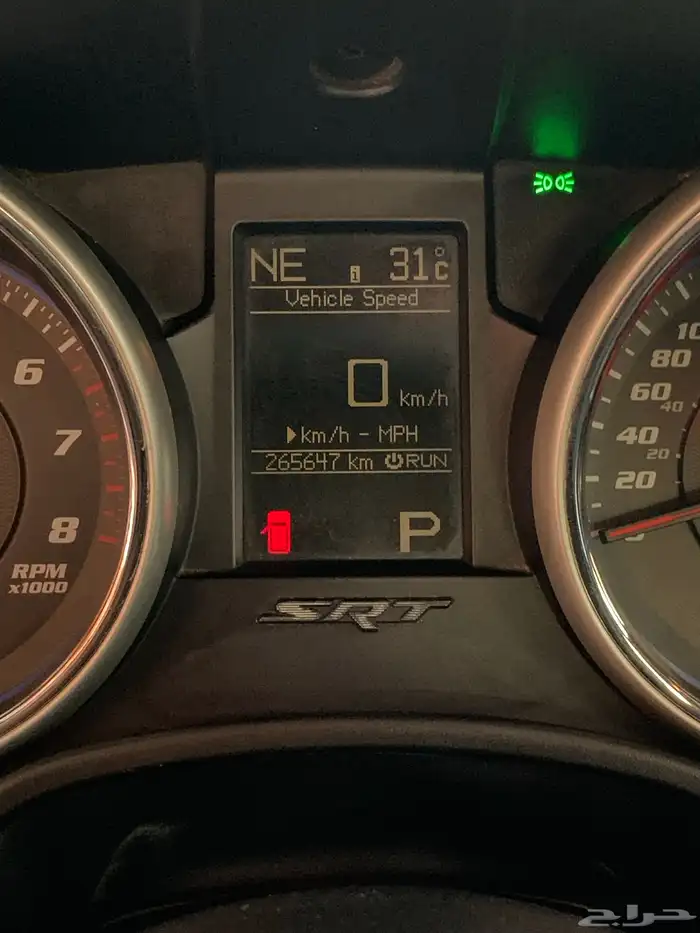 NE i 31°C
Vehicle Speed
0 km/h
km/h - MPH
265647 km RUN
P
SRT
6
7
8
RPM
x1000
10
80
60
40
40
20
20
حراج